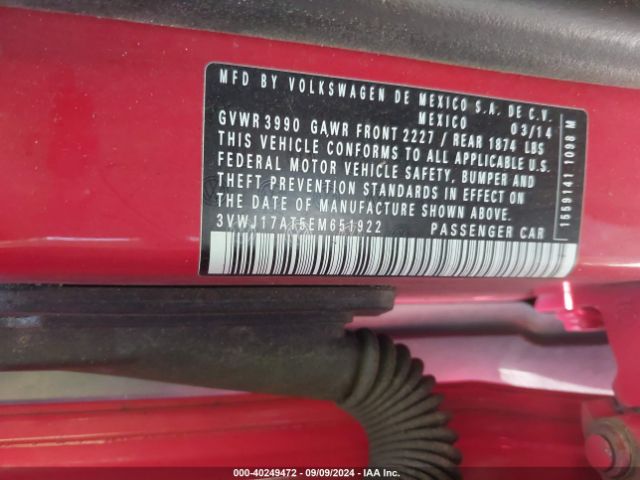 MFD BY VOLKSWAGEN DE MEXICO S.A. DE C.V.
MEXICO 03/14
GVWR 3990 GAWR FRONT 2227 / REAR 1874 LBS
THIS VEHICLE CONFORMS TO ALL APPLICABLE U.S.
FEDERAL MOTOR VEHICLE SAFETY, BUMPER AND
THEFT PREVENTION STANDARDS IN EFFECT ON
THE DATE OF MANUFACTURE SHOWN ABOVE.
3VWJ17AT5EM651922 PASSENGER CAR
1559141 1098 M
000-40249472 - 09/09/2024 - IAA Inc.